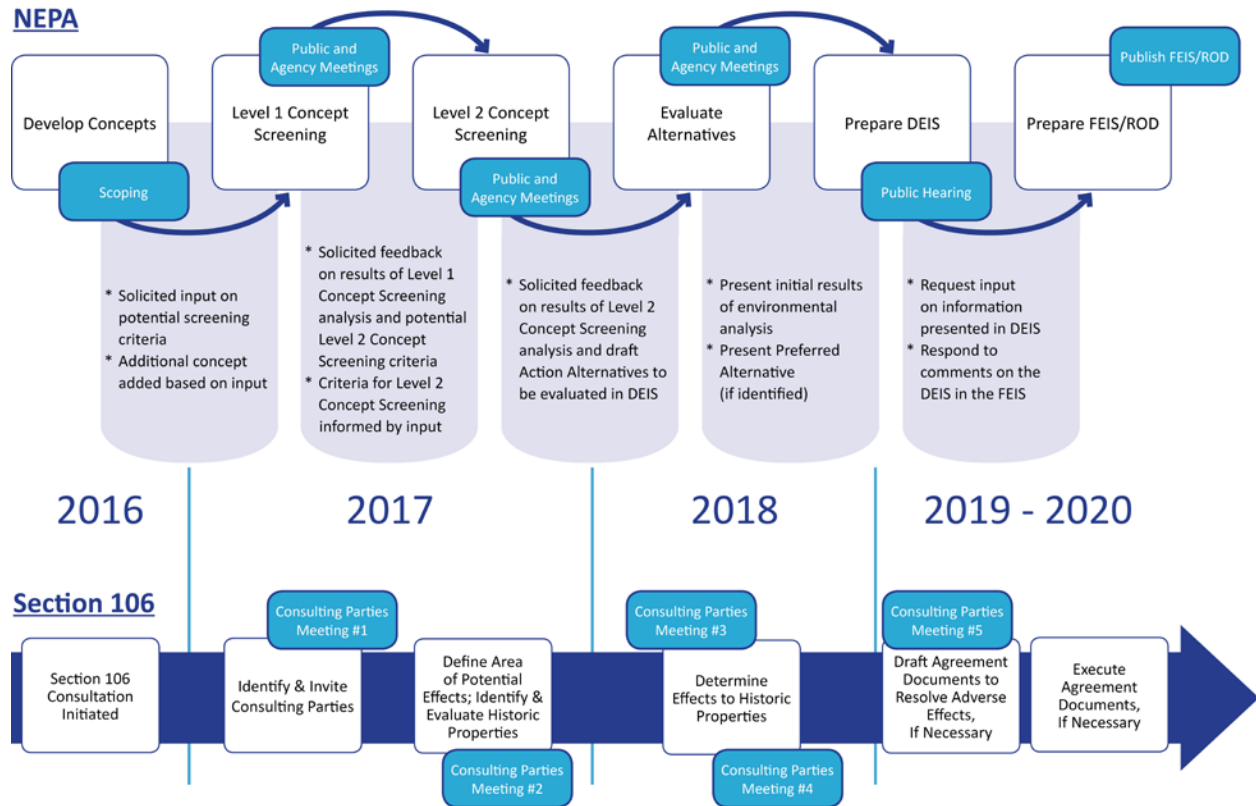 NEPA
Develop Concepts
Scoping
Public and
Agency Meetings
Level 1 Concept
Screening
Level 2 Concept
Screening
Public and
Agency Meetings
Public and
Agency Meetings
Evaluate
Alternatives
Prepare DEIS
Public Hearing
Publish FEIS/ROD
Prepare FEIS/ROD
* Solicited input on
potential screening
criteria
* Additional concept
added based on input
* Solicited feedback
on results of Level 1
Concept Screening
analysis and potential
Level 2 Concept
Screening criteria
* Criteria for Level 2
Concept Screening
informed by input
* Solicited feedback
on results of Level 2
Concept Screening
analysis and draft
Action Alternatives to
be evaluated in DEIS
* Present initial results
of environmental
analysis
* Present Preferred
Alternative
(if identified)
* Request input
on information
presented in DEIS
* Respond to
comments on the
DEIS in the FEIS
2016
2017
2018
2019 - 2020
Section 106
Section 106
Consultation
Initiated
Consulting Parties
Meeting #1
Identify & Invite
Consulting Parties
Define Area
of Potential
Effects; Identify &
Evaluate Historic
Properties
Consulting Parties
Meeting #2
Consulting Parties
Meeting #3
Determine
Effects to Historic
Properties
Consulting Parties
Meeting #4
Consulting Parties
Meeting #5
Draft Agreement
Documents to
Resolve Adverse
Effects,
If Necessary
Execute
Agreement
Documents,
If Necessary